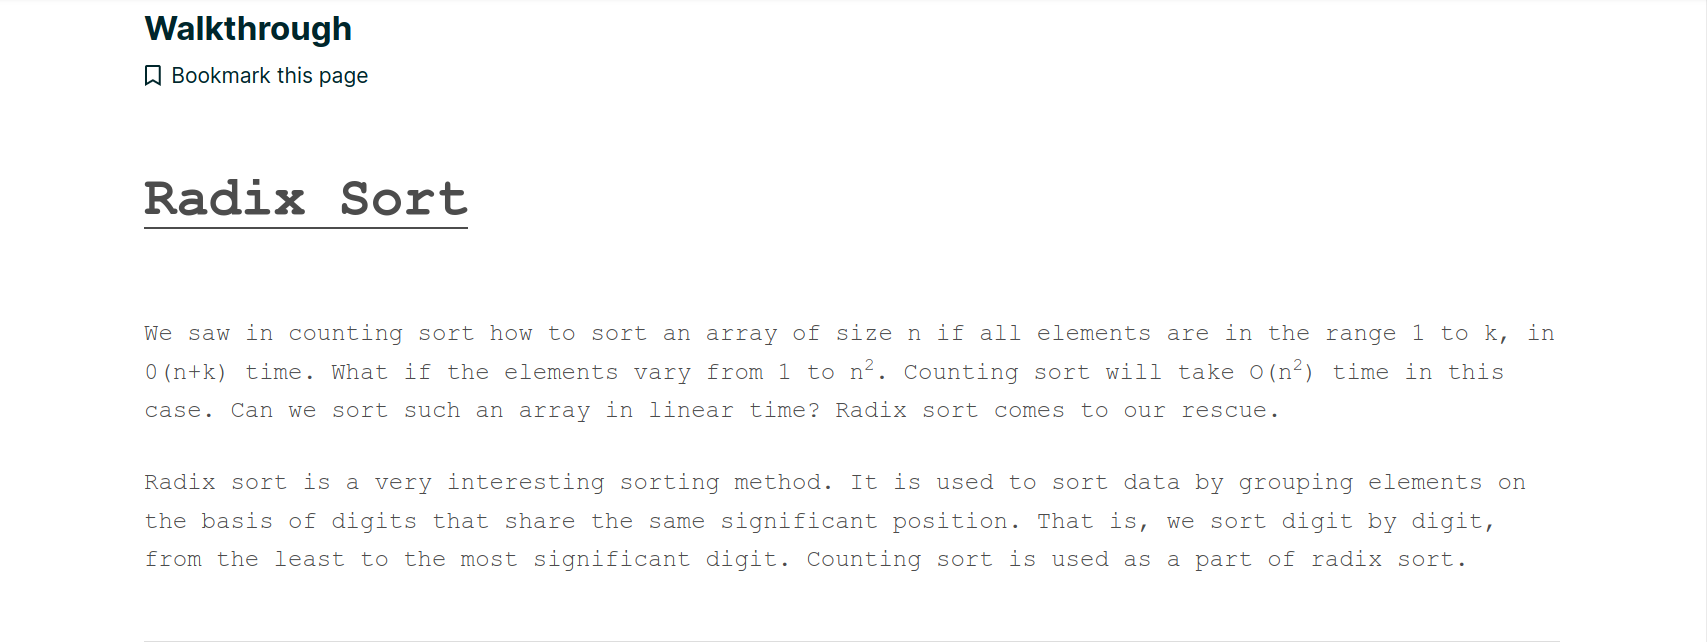 Walkthrough
Bookmark this page
Radix Sort
We saw in counting sort how to sort an array of size n if all elements are in the range 1 to k, in
O(n+k) time. What if the elements vary from 1 to n². Counting sort will take O(n²) time in this
case. Can we sort such an array in linear time? Radix sort comes to our rescue.
Radix sort is a very interesting sorting method. It is used to sort data by grouping elements on
the basis of digits that share the same significant position. That is, we sort digit by digit,
from the least to the most significant digit. Counting sort is used as a part of radix sort.